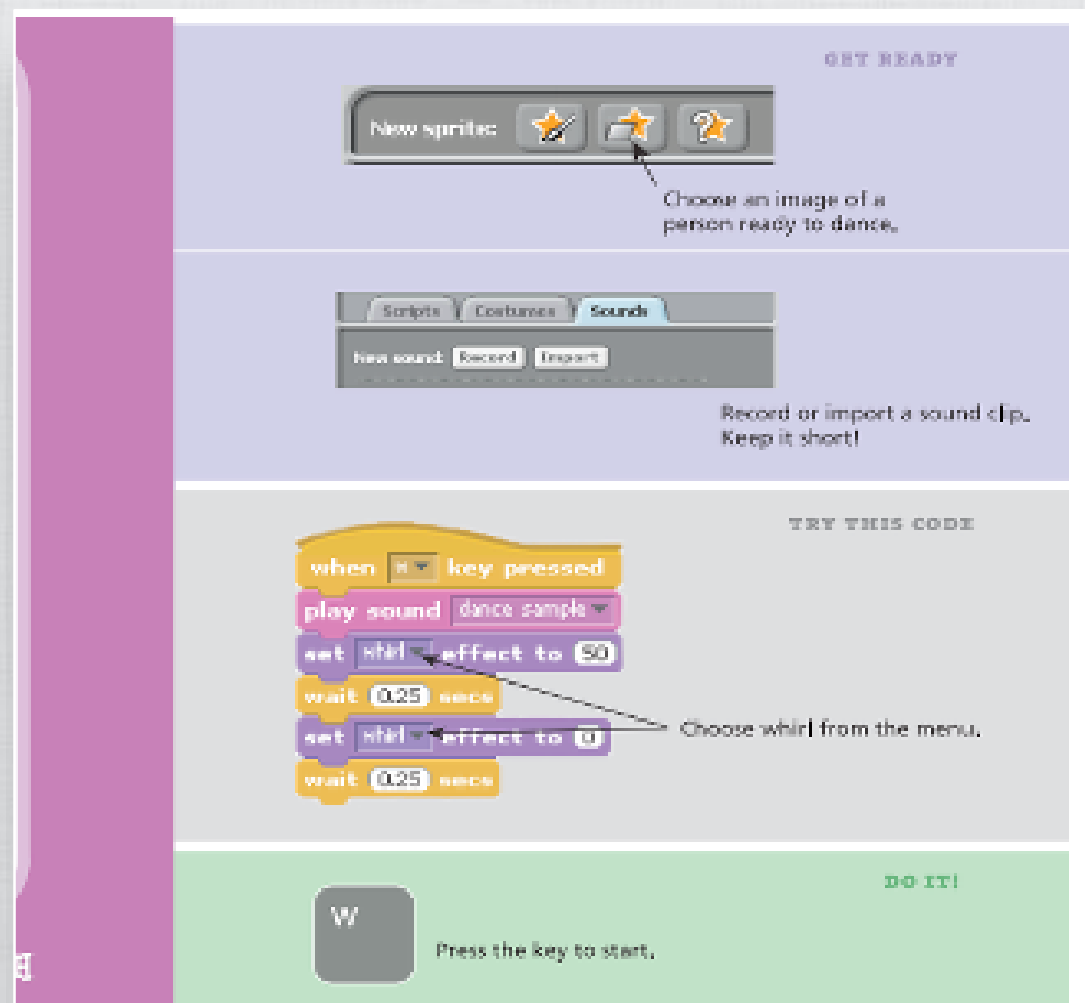 GET READY
New sprite:
Choose an image of a
person ready to dance.
Scripts Costumes Sounds
New sound: Record Import
Record or import a sound clip.
Keep it short!
TRY THIS CODE
when key pressed
play sound dance sample
set whirl effect to 50
wait 0.25 secs
set whirl effect to 0
wait 0.25 secs
Choose whirl from the menu.
DO IT!
W
Press the key to start.